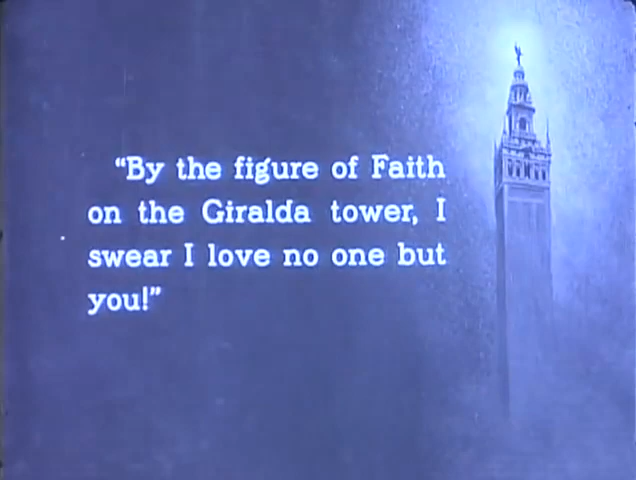 “By the figure of Faith
on the Giralda tower, I
swear I love no one but
you!”